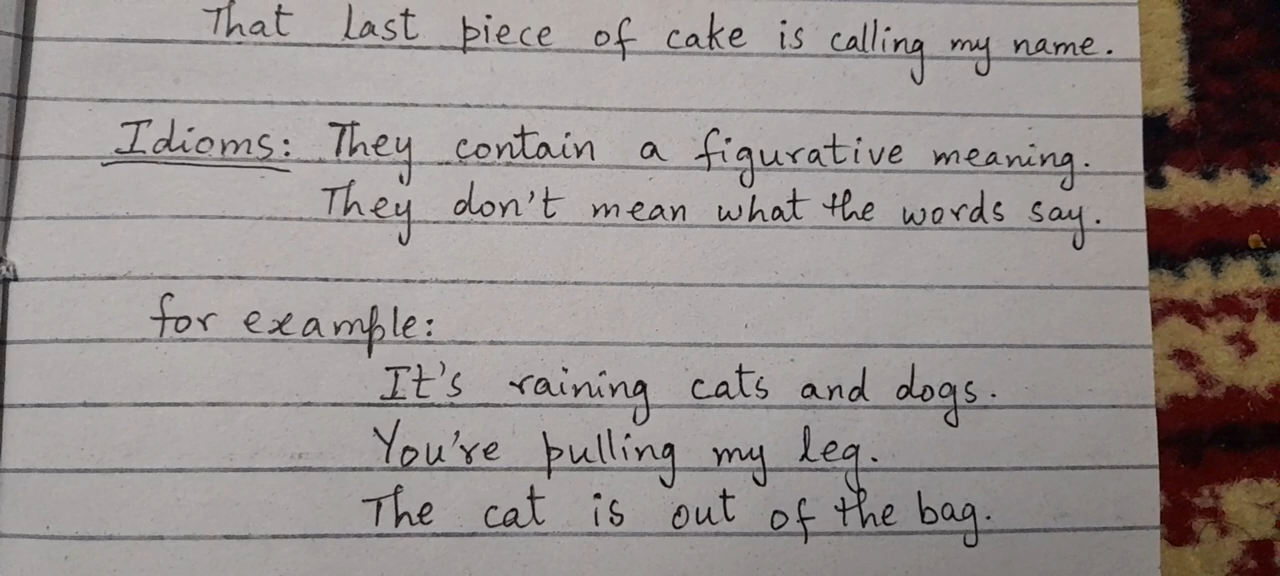 That last piece of cake is calling my name.
Idioms: They contain a figurative meaning.
They don't mean what the words say.
for example:
It's raining cats and dogs.
You're pulling my leg.
The cat is out of the bag.